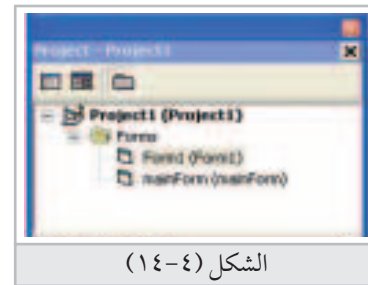 Project - Project1
Project1 (Project1)
Forms
Form1 (Form1)
mainForm (mainForm)
الشكل (٤-١٤)